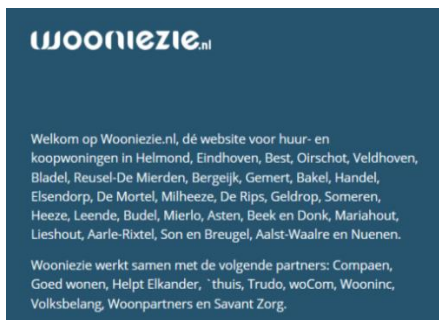 wooniezie.nl
Welkom op Wooniezie.nl, dé website voor huur- en
koopwoningen in Helmond, Eindhoven, Best, Oirschot, Veldhoven,
Bladel, Reusel-De Mierden, Bergeijk, Gemert, Bakel, Handel,
Elsendorp, De Mortel, Milheeze, De Rips, Geldrop, Someren,
Heeze, Leende, Budel, Mierlo, Asten, Beek en Donk, Mariahout,
Lieshout, Aarle-Rixtel, Son en Breugel, Aalst-Waalre en Nuenen.
Wooniezie werkt samen met de volgende partners: Compaen,
Goed wonen, Helpt Elkander, `thuis, Trudo, woCom, Wooninc,
Volksbelang, Woonpartners en Savant Zorg.